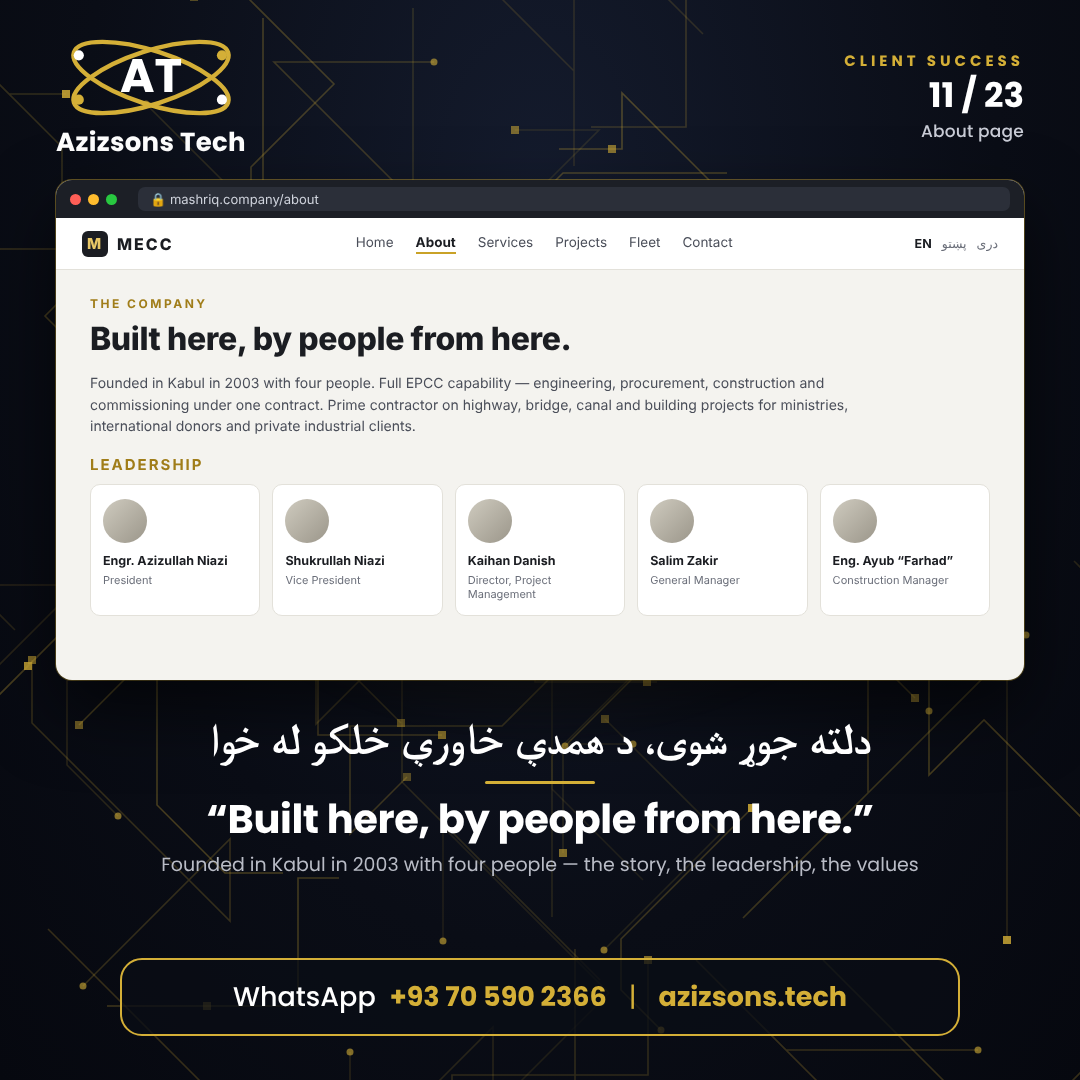 AT
Azizsons Tech
CLIENT SUCCESS
11 / 23
About page
mashriq.company/about
M MECC Home About Services Projects Fleet Contact EN پښتو دری
THE COMPANY
Built here, by people from here.
Founded in Kabul in 2003 with four people. Full EPCC capability — engineering, procurement, construction and
commissioning under one contract. Prime contractor on highway, bridge, canal and building projects for ministries,
international donors and private industrial clients.
LEADERSHIP
Engr. Azizullah Niazi
President
Shukrullah Niazi
Vice President
Kaihan Danish
Director, Project
Management
Salim Zakir
General Manager
Eng. Ayub “Farhad”
Construction Manager
دلته جوړ شوی، د همدې خاورې خلکو له خوا
“Built here, by people from here.”
Founded in Kabul in 2003 with four people — the story, the leadership, the values
WhatsApp +93 70 590 2366 | azizsons.tech